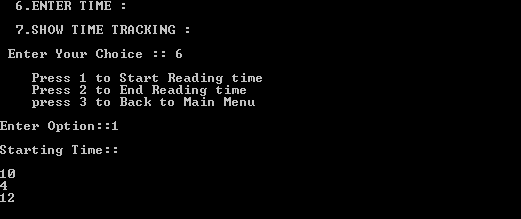 6.ENTER TIME :
7.SHOW TIME TRACKING :
Enter Your Choice :: 6
Press 1 to Start Reading time
Press 2 to End Reading time
press 3 to Back to Main Menu
Enter Option::1
Starting Time::
10
4
12